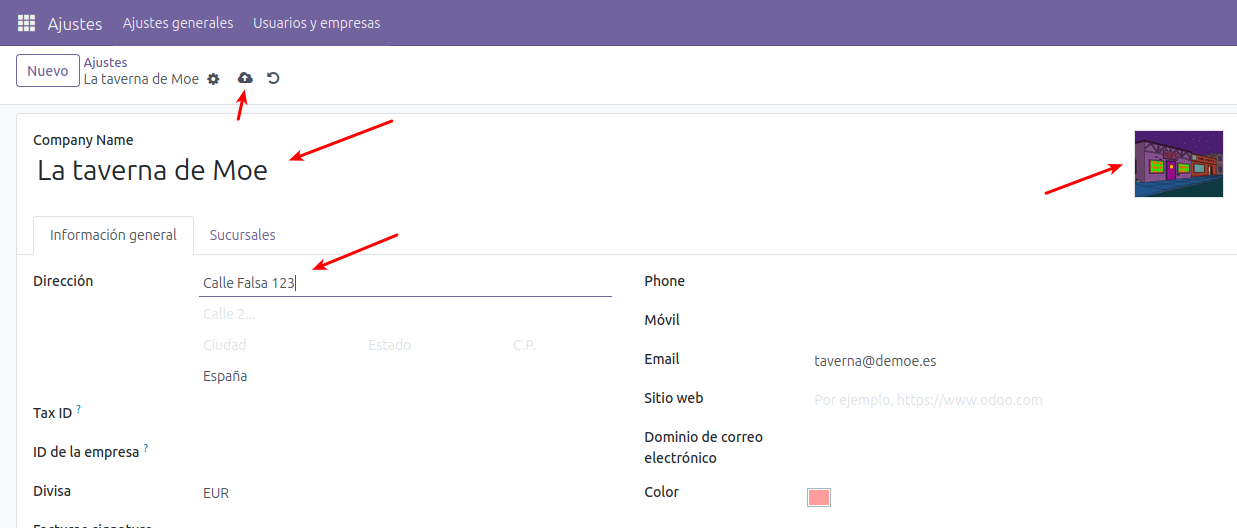 Ajustes Ajustes generales Usuarios y empresas
Nuevo
Ajustes
La taverna de Moe
Company Name
La taverna de Moe
Información general Sucursales
Dirección
Calle Falsa 123
Calle 2...
Ciudad Estado C.P.
España
Tax ID ?
ID de la empresa ?
Divisa EUR
Phone
Móvil
Email taverna@demoe.es
Sitio web Por ejemplo, https://www.odoo.com
Dominio de correo
electrónico
Color